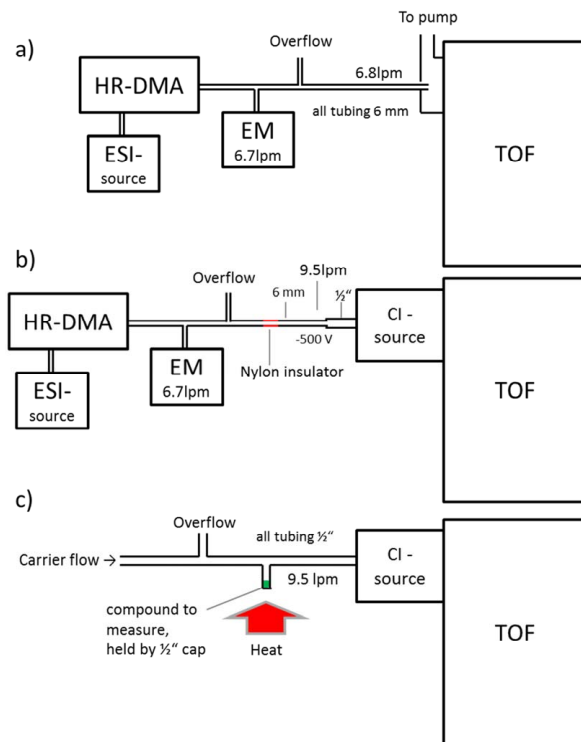 a)
To pump
Overflow
HR-DMA
6.8lpm
all tubing 6 mm
EM
6.7lpm
ESI-
source
TOF
b)
Overflow
9.5lpm
6 mm
½“
HR-DMA
CI -
source
-500 V
EM
6.7lpm
Nylon insulator
ESI-
source
TOF
c)
Overflow
all tubing ½“
Carrier flow →
CI -
source
9.5 lpm
compound to
measure,
held by ½“ cap
Heat
TOF